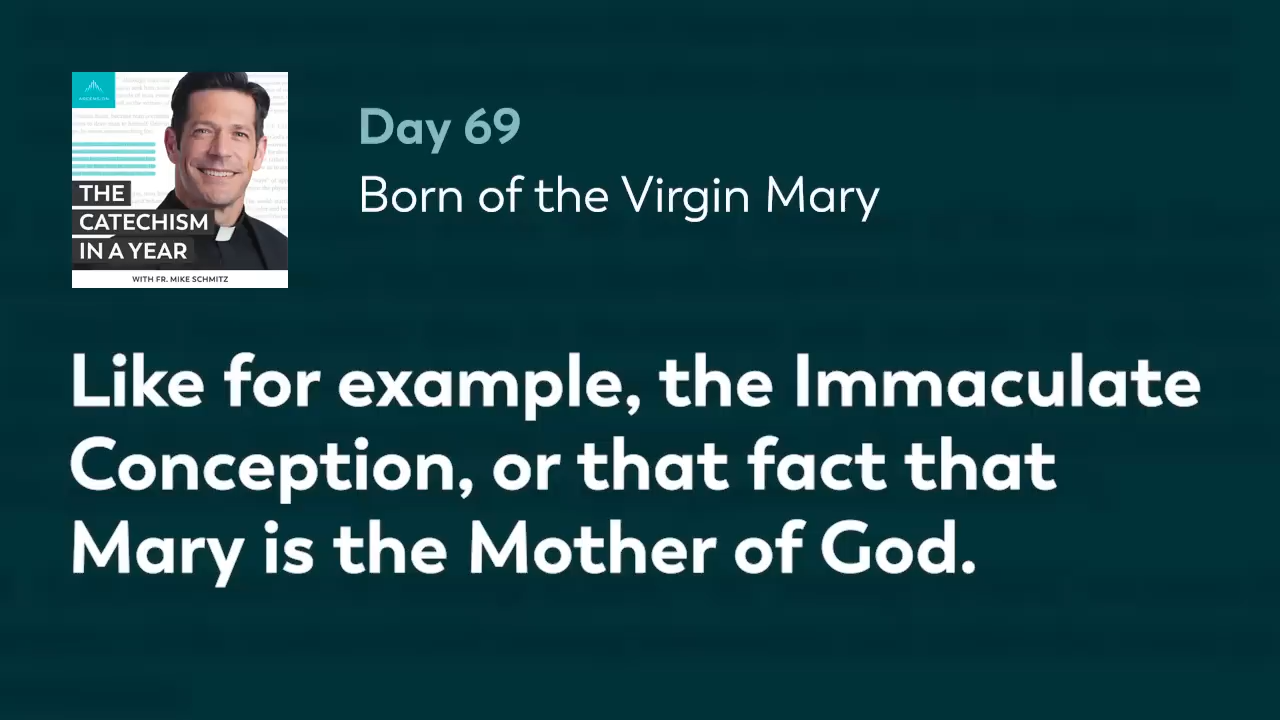 Day 69
Born of the Virgin Mary
ASCENSION
THE
CATECHISM
IN A YEAR
WITH FR. MIKE SCHMITZ
Like for example, the Immaculate
Conception, or that fact that
Mary is the Mother of God.